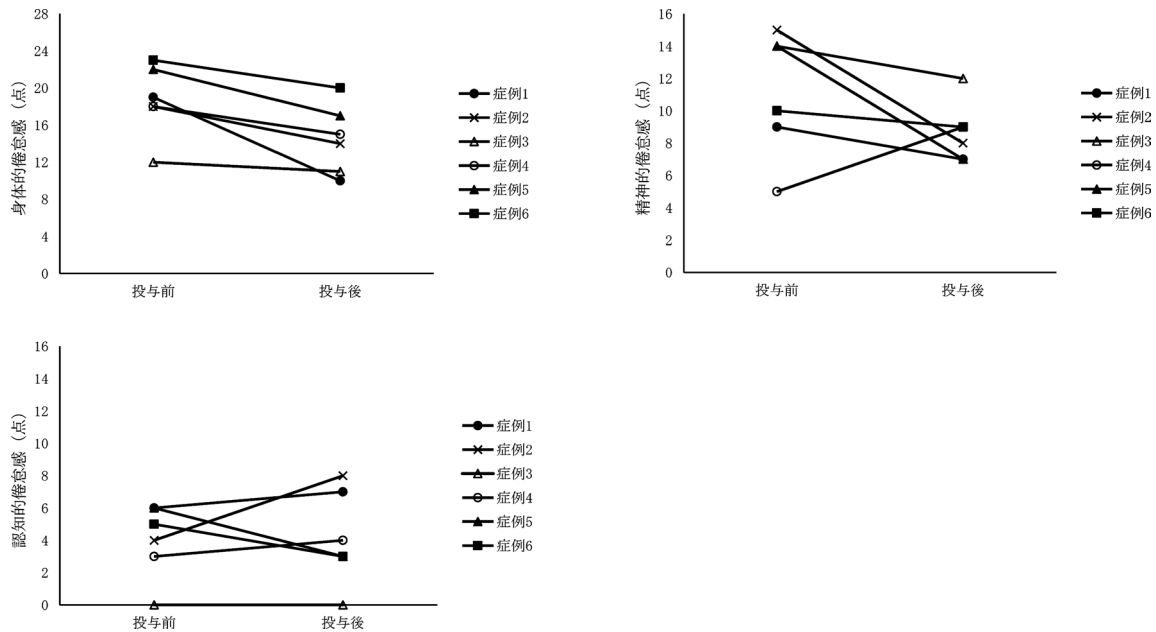 身体的倦怠感（点）
28
24
20
16
12
8
4
0
投与前
投与後
症例1
症例2
症例3
症例4
症例5
症例6
精神的倦怠感（点）
16
14
12
10
8
6
4
2
0
投与前
投与後
症例1
症例2
症例3
症例4
症例5
症例6
認知的倦怠感（点）
16
14
12
10
8
6
4
2
0
投与前
投与後
症例1
症例2
症例3
症例4
症例5
症例6